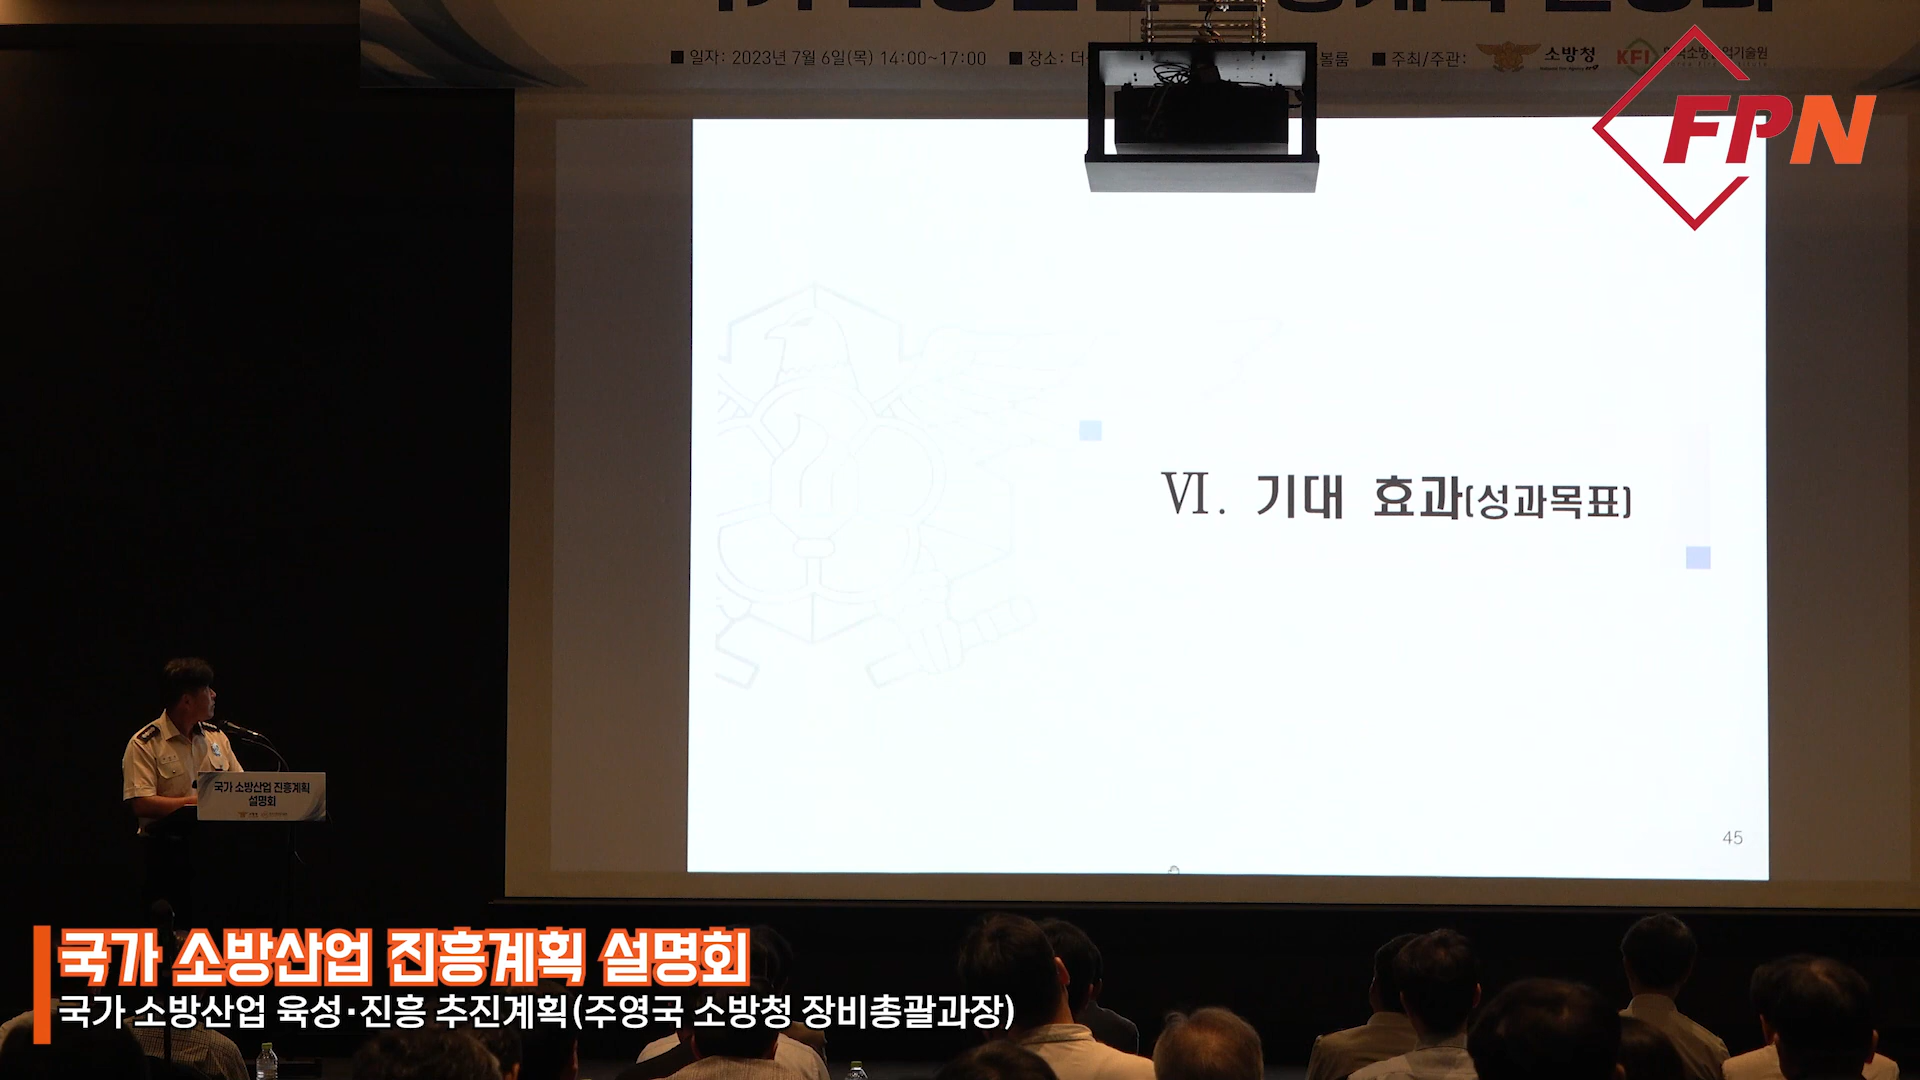 ■ 일자: 2023년 7월 6일(목) 14:00~17:00 ■ 장소: 더 볼룸 ■ 주최/주관: 소방청 KFI
FPN
Ⅵ. 기대 효과(성과목표)
45
국가 소방산업 진흥계획
설명회
국가 소방산업 진흥계획 설명회
국가 소방산업 육성·진흥 추진계획(주영국 소방청 장비총괄과장)